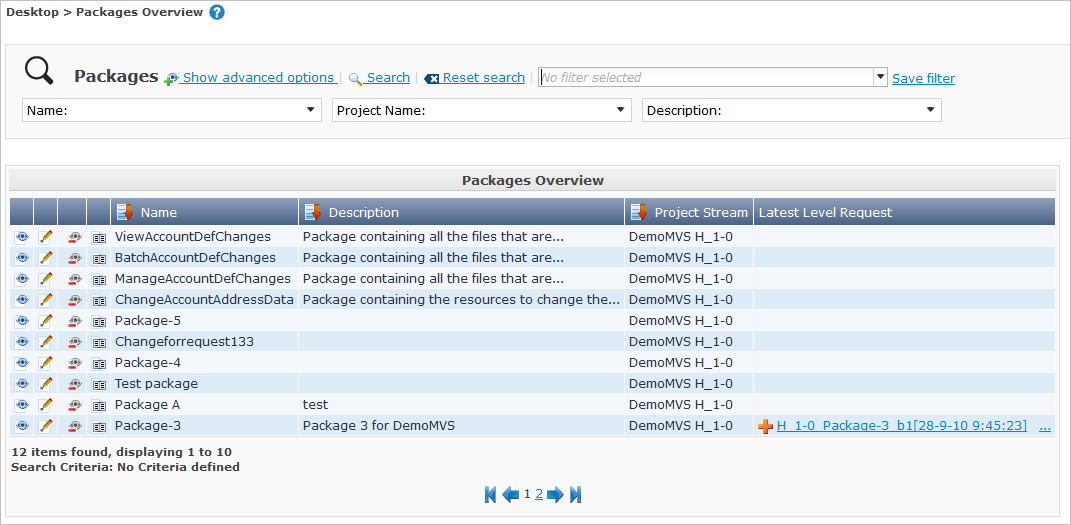 Desktop > Packages Overview ?
Packages Show advanced options | Search | Reset search | No filter selected Save filter
Name: Project Name: Description:
Packages Overview
Name Description Project Stream Latest Level Request
ViewAccountDefChanges Package containing all the files that are... DemoMVS H_1-0
BatchAccountDefChanges Package containing all the files that are... DemoMVS H_1-0
ManageAccountDefChanges Package containing all the files that are... DemoMVS H_1-0
ChangeAccountAddressData Package containing the resources to change the... DemoMVS H_1-0
Package-5 DemoMVS H_1-0
Changeforrequest133 DemoMVS H_1-0
Package-4 DemoMVS H_1-0
Test package DemoMVS H_1-0
Package A test DemoMVS H_1-0
Package-3 Package 3 for DemoMVS DemoMVS H_1-0 H_1-0_Package-3_b1[28-9-10 9:45:23] ...
12 items found, displaying 1 to 10
Search Criteria: No Criteria defined
1 2